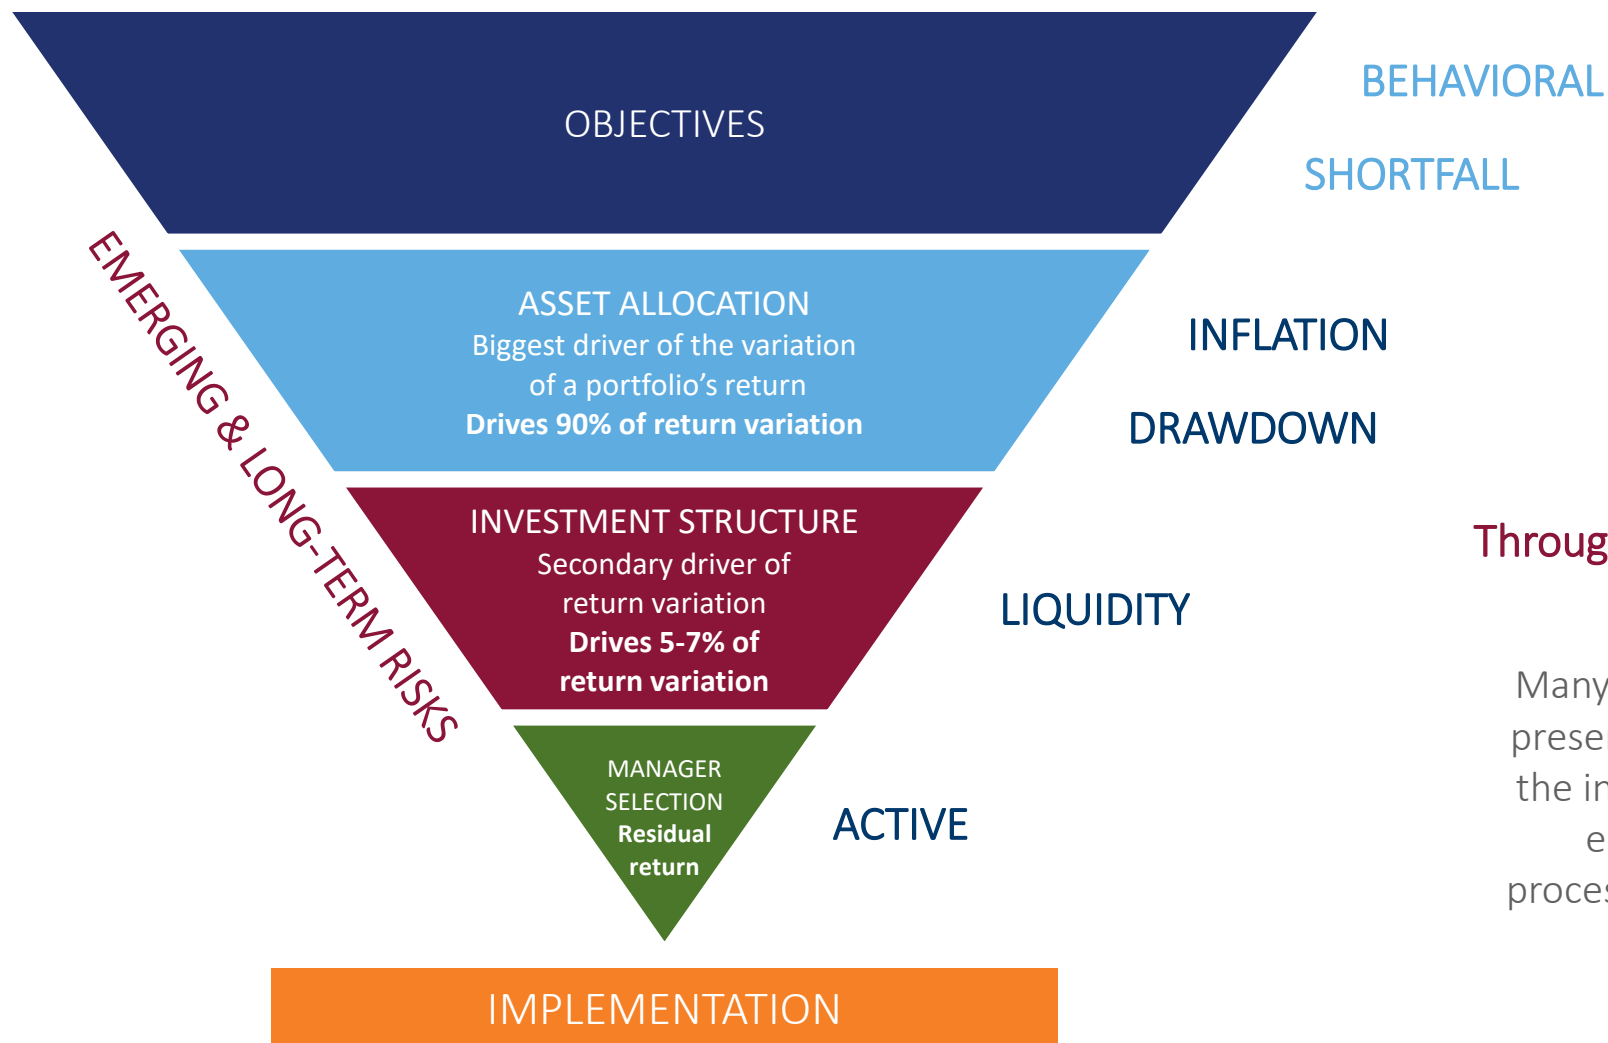 OBJECTIVES
BEHAVIORAL
SHORTFALL
EMERGING & LONG-TERM RISKS
ASSET ALLOCATION
Biggest driver of the variation
of a portfolio’s return
Drives 90% of return variation
INFLATION
DRAWDOWN
INVESTMENT STRUCTURE
Secondary driver of
return variation
Drives 5-7% of
return variation
LIQUIDITY
MANAGER
SELECTION
Residual
return
ACTIVE
Many
the
IMPLEMENTATION